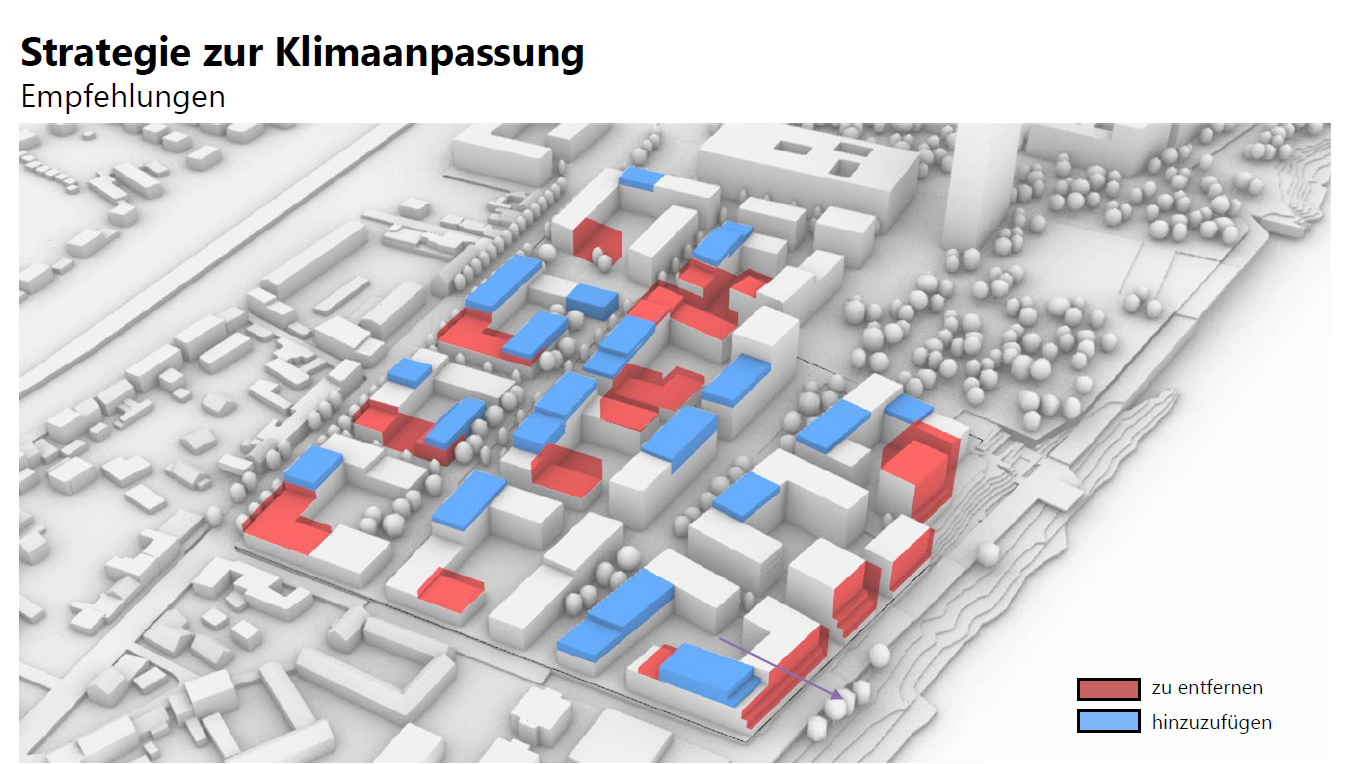 Strategie zur Klimaanpassung
Empfehlungen
zu entfernen
hinzuzufügen